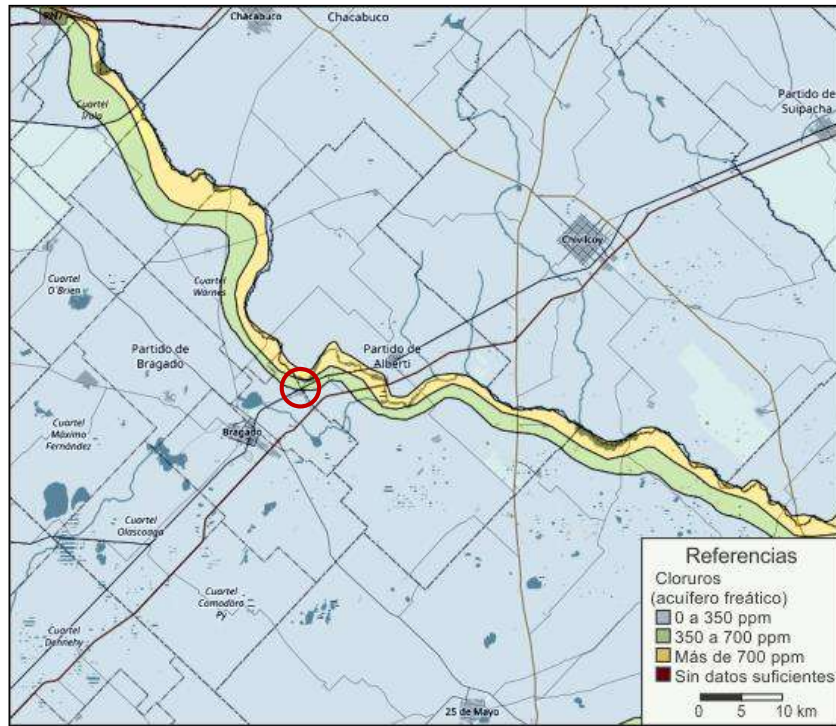 RN7
Chacabuco
Chacabuco
Cuartel
Irala
Partido de
Suipacha
Chivilcoy
Cuartel
O'Brien
Cuartel
Warnes
Partido de
Bragado
Partido de
Alberti
Cuartel
Máximo
Fernández
Bragado
Cuartel
Olascoaga
Cuartel
Comodoro
Py
Cuartel
Dennehy
25 de Mayo
Referencias
Cloruros
(acuífero freático)
0 a 350 ppm
350 a 700 ppm
Más de 700 ppm
Sin datos suficientes
0 5 10 km